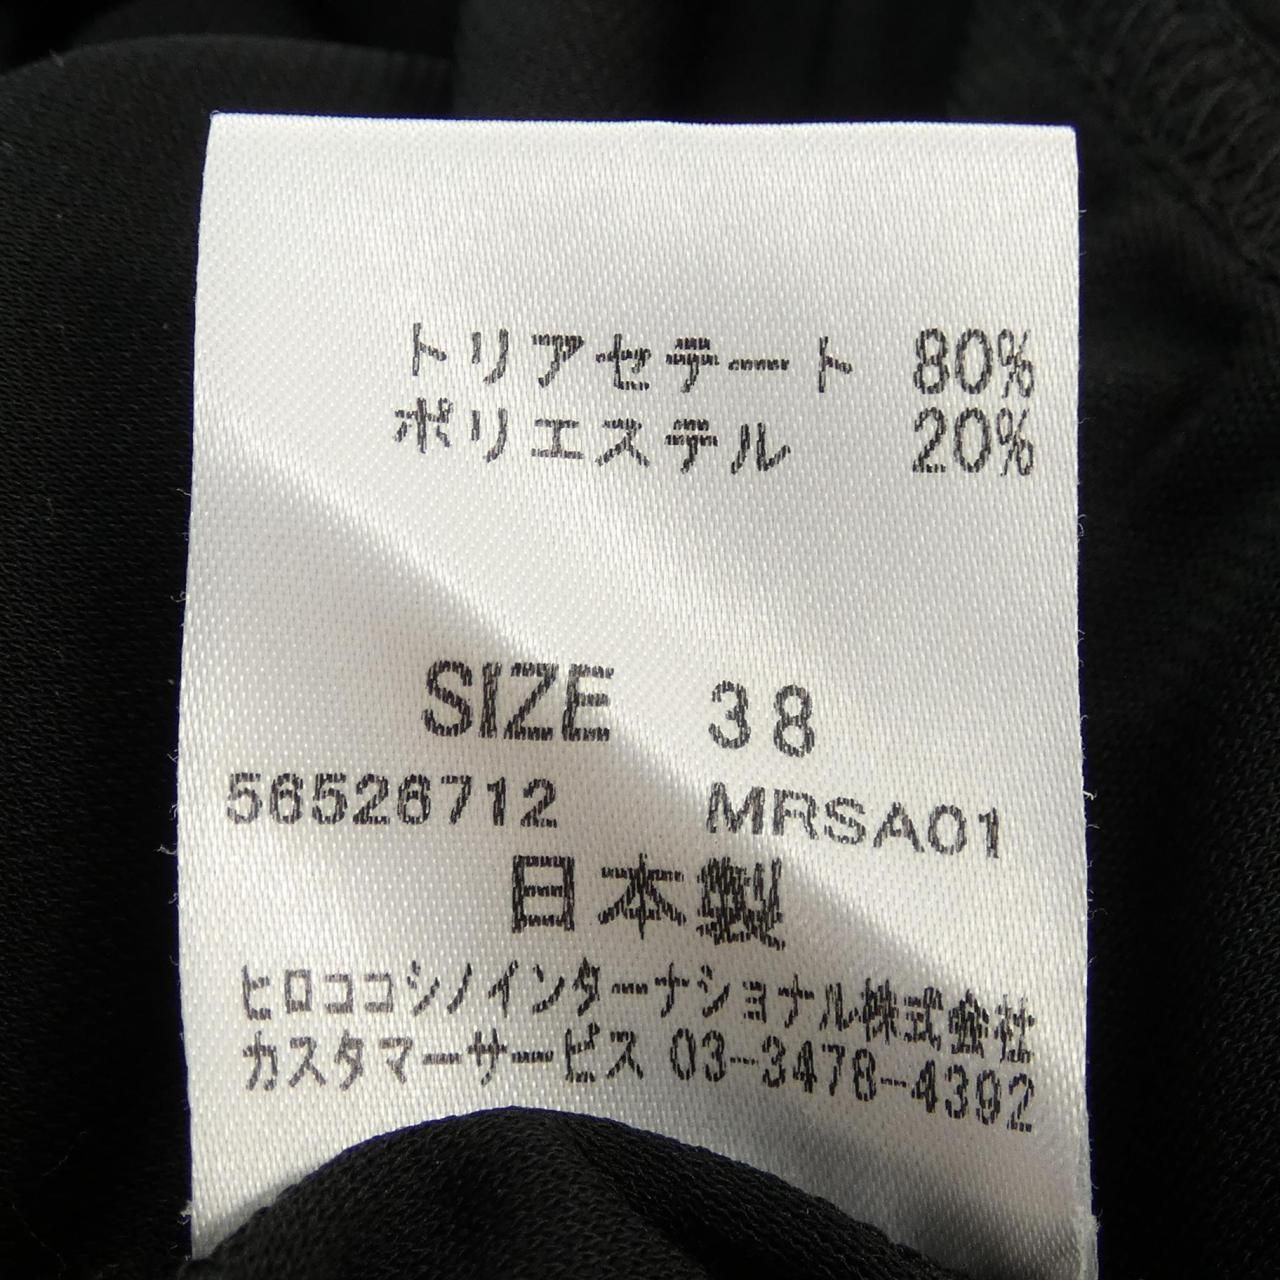 トリアセテート 80%
ポリエステル 20%
SIZE 38
56526712 MRSA01
日本製
ヒロココシノインターナショナル株式会社
カスタマーサービス 03-3478-4392